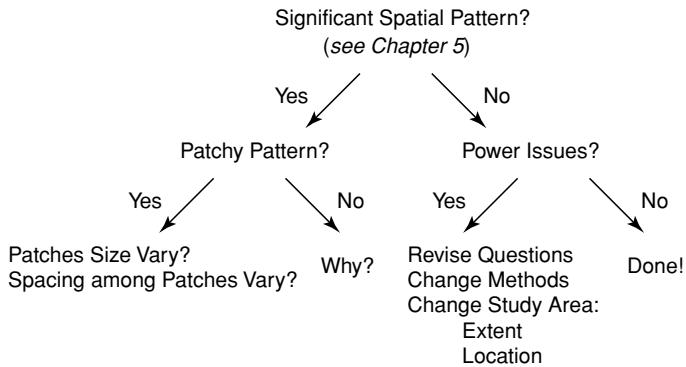 Significant Spatial Pattern?
(see Chapter 5)
Yes
No
Patchy Pattern?
Power Issues?
Yes
No
Yes
No
Patches Size Vary?
Spacing among Patches Vary?
Why?
Revise Questions
Change Methods
Change Study Area:
Extent
Location
Done!